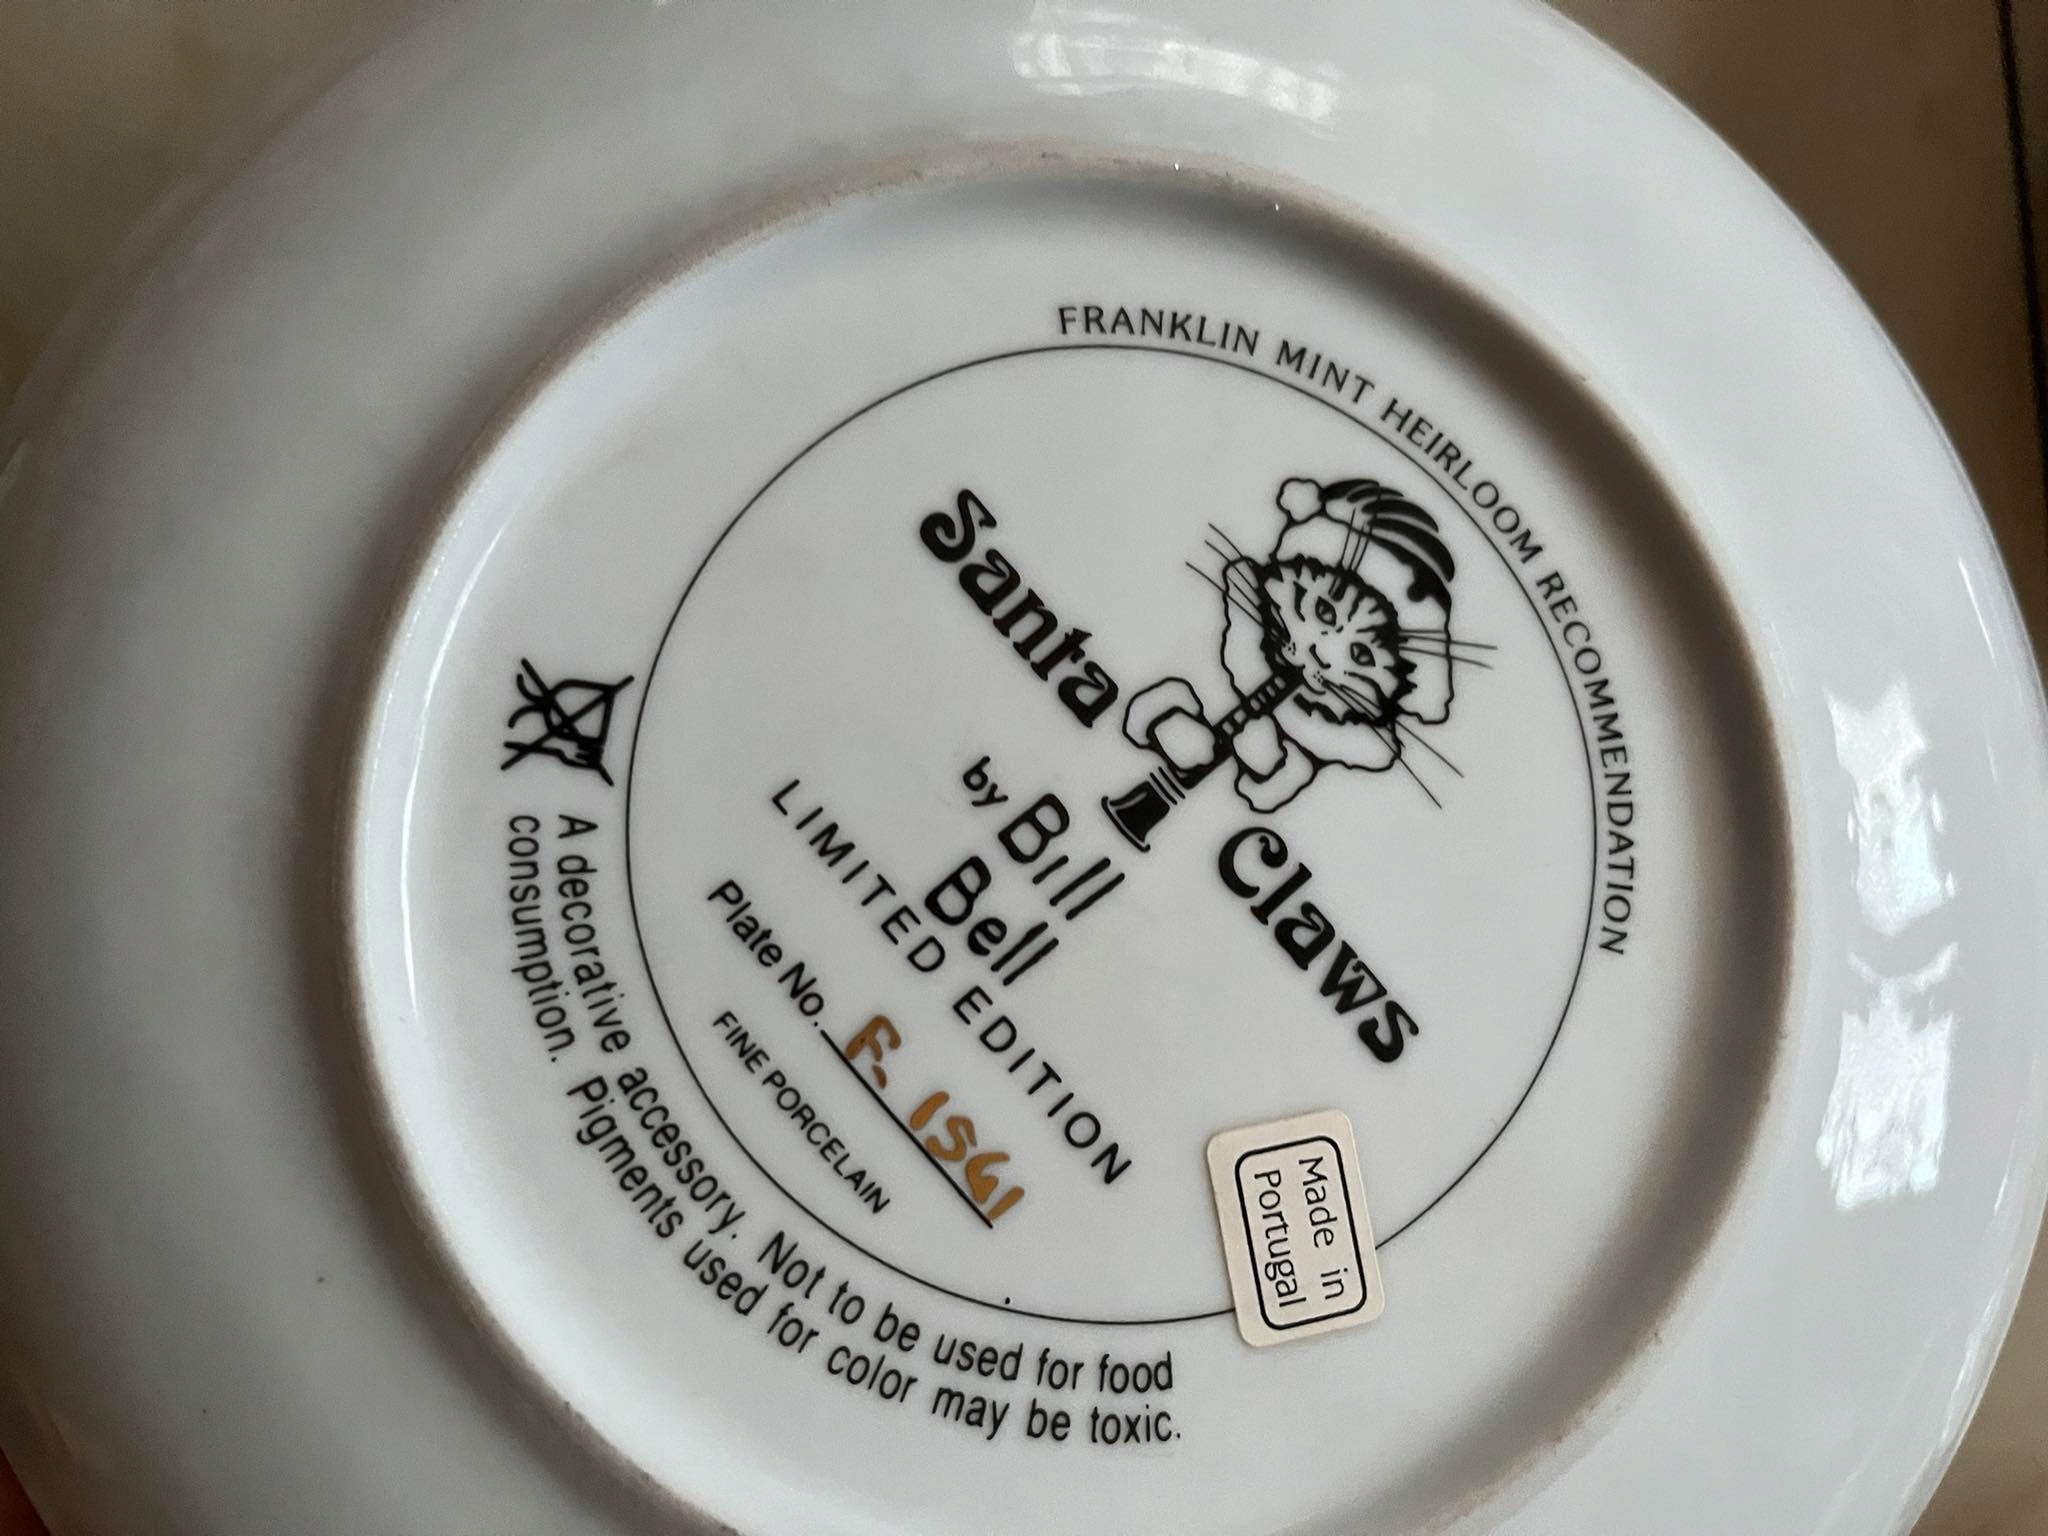 FRANKLIN MINT HEIRLOOM RECOMMENDATION
Santa Claws
by Bill
Bell
LIMITED EDITION
Plate No. F-1561
FINE PORCELAIN
A decorative accessory. Not to be used for food
consumption. Pigments used for color may be toxic.
Made in
Portugal